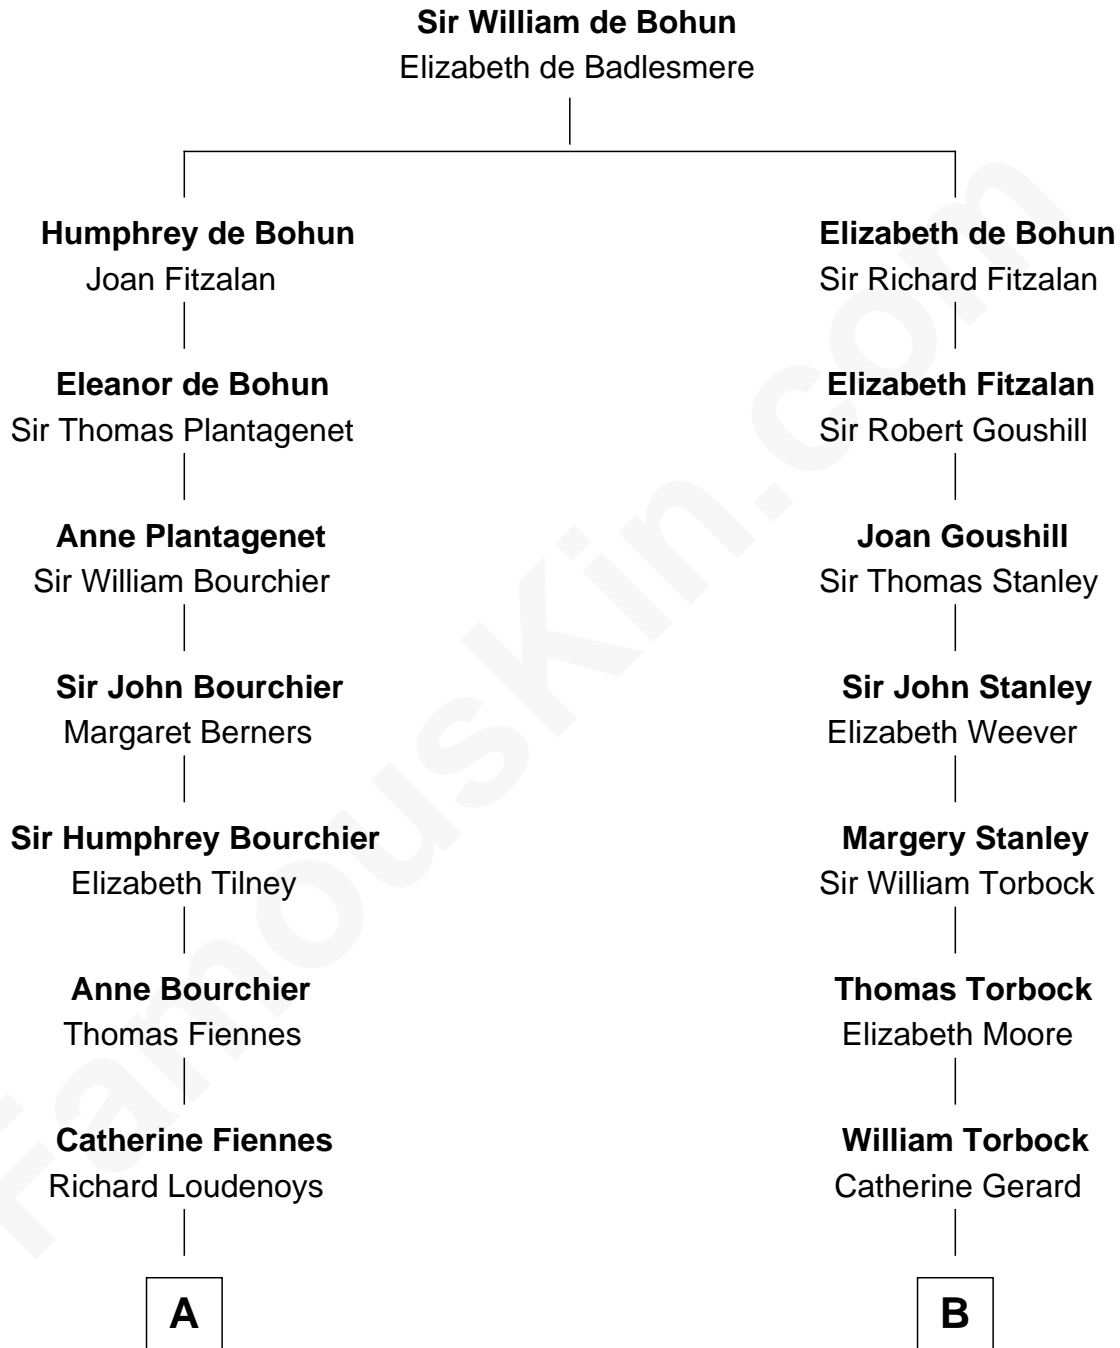 Sir William de Bohun
Elizabeth de Badlesmere
Humphrey de Bohun
Joan Fitzalan
Elizabeth de Bohun
Sir Richard Fitzalan
Eleanor de Bohun
Sir Thomas Plantagenet
Elizabeth Fitzalan
Sir Robert Goushill
Anne Plantagenet
Sir William Bourchier
Joan Goushill
Sir Thomas Stanley
Sir John Bourchier
Margaret Berners
Sir John Stanley
Elizabeth Weever
Sir Humphrey Bourchier
Elizabeth Tilney
Margery Stanley
Sir William Torbock
Anne Bourchier
Thomas Fiennes
Thomas Torbock
Elizabeth Moore
Catherine Fiennes
Richard Loudenoys
William Torbock
Catherine Gerard
A
B
FamousKin.com